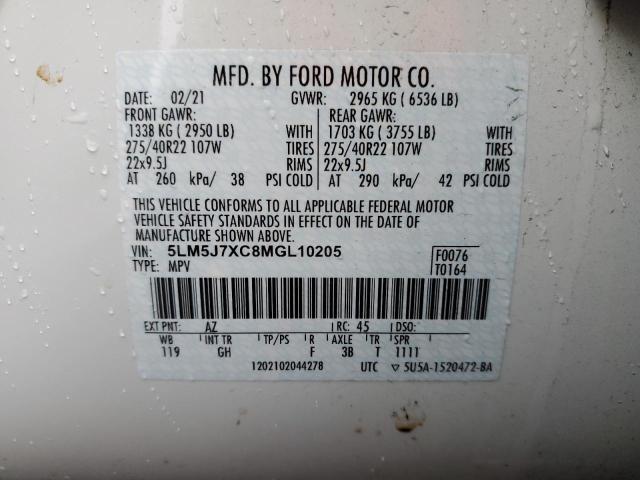 MFD. BY FORD MOTOR CO.
DATE: 02/21 GVWR: 2965 KG ( 6536 LB)
FRONT GAWR: REAR GAWR:
1338 KG ( 2950 LB) WITH 1703 KG ( 3755 LB) WITH
275/40R22 107W TIRES 275/40R22 107W TIRES
22x9.5J RIMS 22x9.5J RIMS
AT 260 kPa/ 38 PSI COLD AT 290 kPa/ 42 PSI COLD
THIS VEHICLE CONFORMS TO ALL APPLICABLE FEDERAL MOTOR
VEHICLE SAFETY STANDARDS IN EFFECT ON THE DATE OF
MANUFACTURE SHOWN ABOVE.
VIN: 5LM5J7XC8MGL10205 F0076
TYPE: MPV T0164
EXT PNT: AZ RC: 45 DSO:
WB INT TR TP/PS R AXLE TR SPR
119 GH F 3B T 1111
1202102044278 UTC ▽ 5U5A-1520472-BA